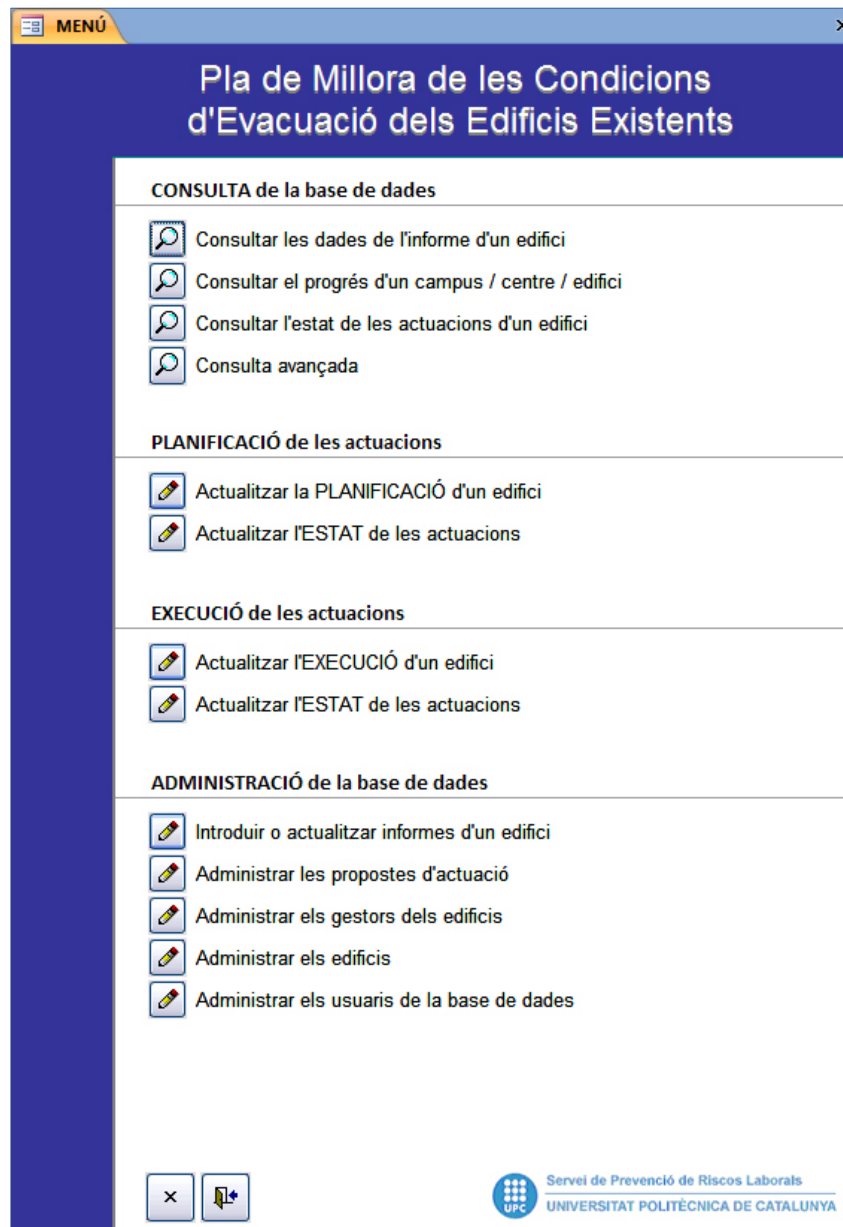 MENÚ
Pla de Millora de les Condicions
d'Evacuació dels Edificis Existents
CONSULTA de la base de dades
Consultar les dades de l'informe d'un edifici
Consultar el progrés d'un campus / centre / edifici
Consultar l'estat de les actuacions d'un edifici
Consulta avançada
PLANIFICACIÓ de les actuacions
Actualitzar la PLANIFICACIÓ d'un edifici
Actualitzar l'ESTAT de les actuacions
EXECUCIÓ de les actuacions
Actualitzar l'EXECUCIÓ d'un edifici
Actualitzar l'ESTAT de les actuacions
ADMINISTRACIÓ de la base de dades
Introduir o actualitzar informes d'un edifici
Administrar les propostes d'actuació
Administrar els gestors dels edificis
Administrar els edificis
Administrar els usuaris de la base de dades
UPC
Servei de Prevenció de Riscos Laborals
UNIVERSITAT POLITÈCNICA DE CATALUNYA